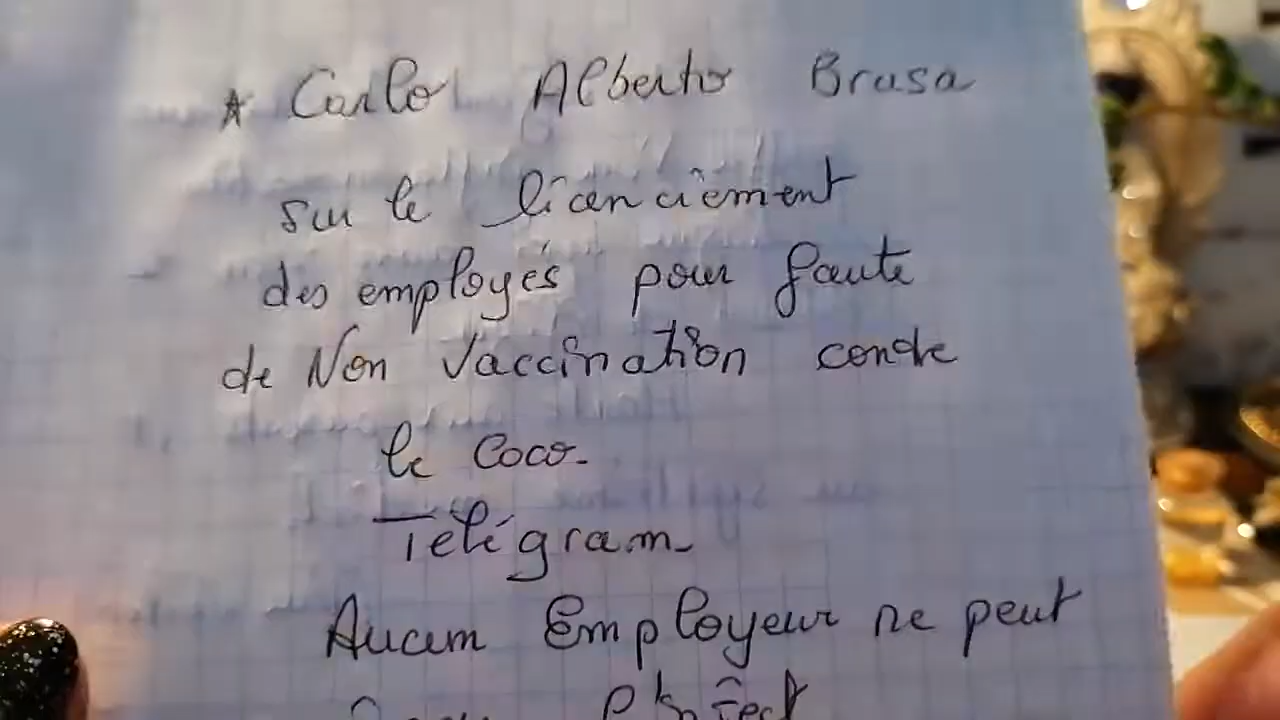 * Carlo Alberto Brusa
sur le licenciement
des employés pour faute
de Non Vaccination contre
le Coco.
Télégram.
Aucun Employeur ne peut